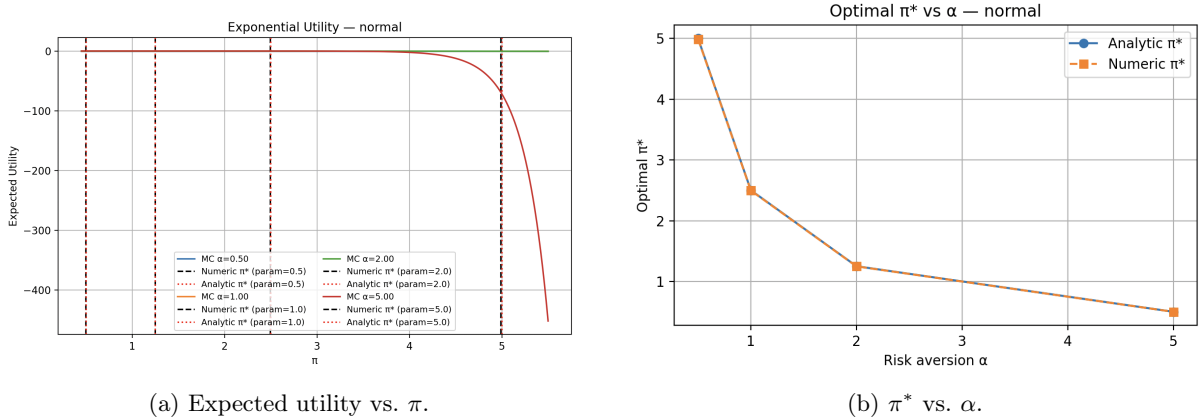 Exponential Utility — normal
Expected Utility
0
−100
−200
−300
−400
MC α=0.50
Numeric π* (param=0.5)
Analytic π* (param=0.5)
MC α=1.00
Numeric π* (param=1.0)
Analytic π* (param=1.0)
MC α=2.00
Numeric π* (param=2.0)
Analytic π* (param=2.0)
MC α=5.00
Numeric π* (param=5.0)
Analytic π* (param=5.0)
1 2 3 4 5
π
(a) Expected utility vs. π.
Optimal π* vs α — normal
Optimal π*
5
4
3
2
1
Analytic π*
Numeric π*
1 2 3 4 5
Risk aversion α
(b) π* vs. α.